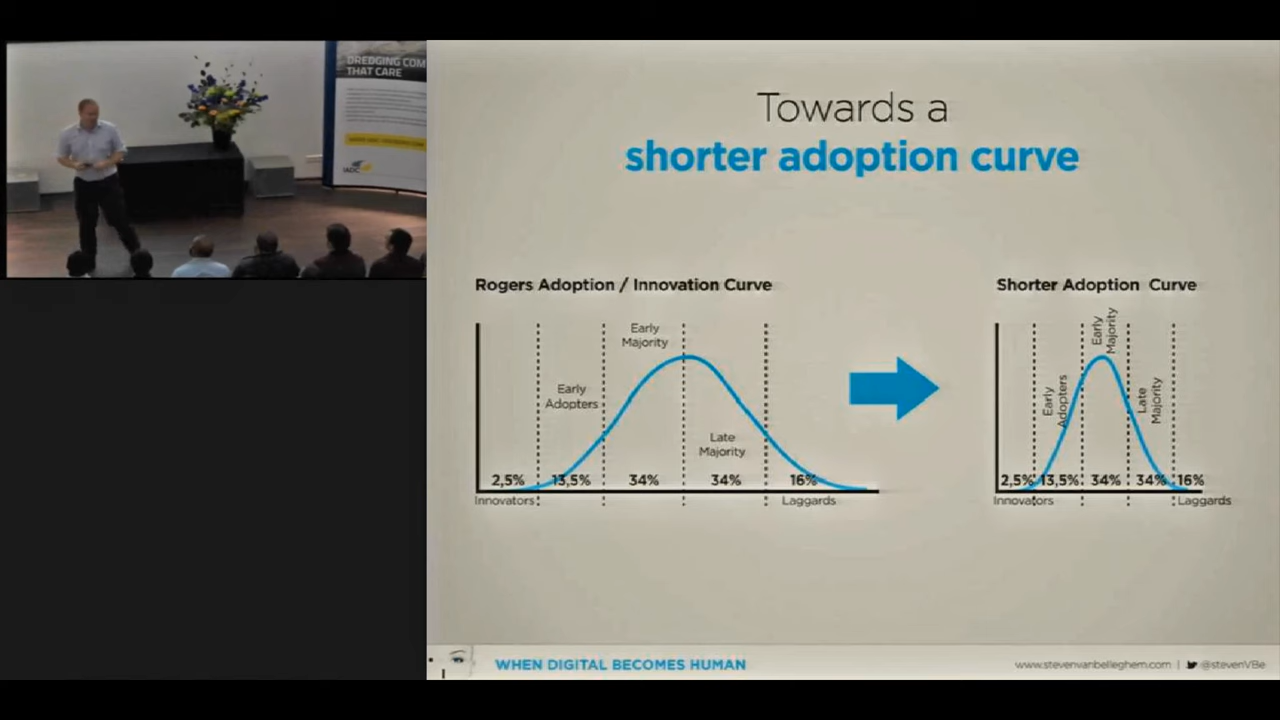 DREDGING COM
THAT CARE
IADC
Towards a
shorter adoption curve
Rogers Adoption / Innovation Curve
Early
Majority
Early
Adopters
Late
Majority
2,5%
13,5%
34%
34%
16%
Innovators
Laggards
Shorter Adoption Curve
Early
Majority
Early
Adopters
Late
Majority
2,5%
13,5%
34%
34%
16%
Innovators
Laggards
WHEN DIGITAL BECOMES HUMAN
www.stevenvanbelleghem.com | @stevenVBe